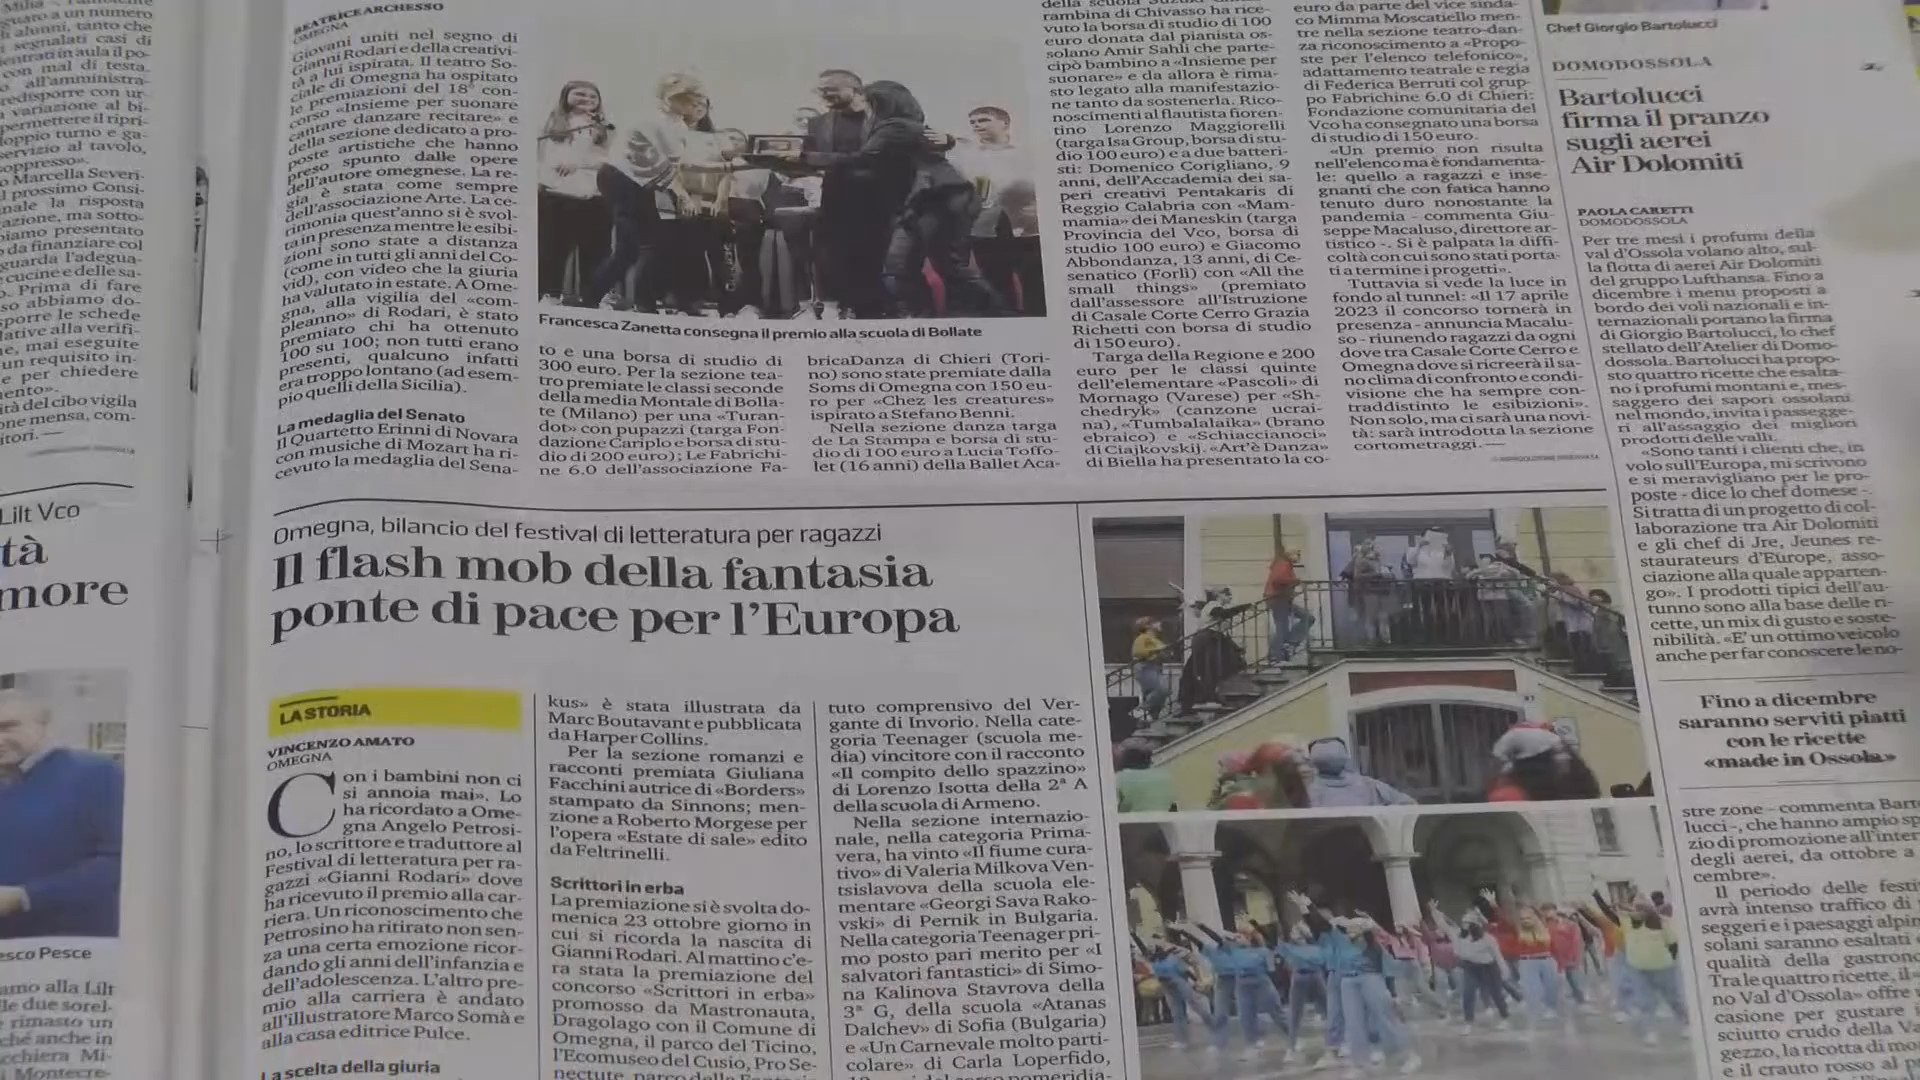 BEATRICE ARCHESSO
OMEGNA
Giovani uniti nel segno di
Gianni Rodari e della creativi-
tà a lui ispirata. Il teatro So-
ciale di Omegna ha ospitato
le premiazioni del 18° con-
corso «Insieme per suonare
cantare danzare recitare» e
della sezione dedicato a pro-
poste artistiche che hanno
preso spunto dalle opere
dell'autore omegnese. La re-
gia è stata come sempre
dell'associazione Arte. La ce-
rimonia quest'anno si è svol-
ta in presenza mentre le esibi-
zioni sono state a distanza
(come in tutti gli anni del Co-
vid), con video che la giuria
ha valutato in estate. A Ome-
gna, alla vigilia del «com-
pleanno» di Rodari, è stato
premiato chi ha ottenuto
100 su 100; non tutti erano
presenti, qualcuno infatti
era troppo lontano (ad esem-
pio quelli della Sicilia).
La medaglia del Senato
Il Quartetto Erinni di Novara
con musiche di Mozart ha ri-
cevuto la medaglia del Sena-
Francesca Zanetta consegna il premio alla scuola di Bollate
to e una borsa di studio di
300 euro. Per la sezione tea-
tro premiate le classi seconde
della media Montale di Bolla-
te (Milano) per una «Turan-
dot» con pupazzi (targa Fon-
dazione Cariplo e borsa di stu-
dio di 200 euro); Le Fabrichi-
ne 6.0 dell'associazione Fa-
bricaDanza di Chieri (Tori-
no) sono state premiate dalla
Soms di Omegna con 150 eu-
ro per «Chez les creatures»
ispirato a Stefano Benni.
Nella sezione danza targa
de La Stampa e borsa di stu-
dio di 100 euro a Lucia Toffo-
let (16 anni) della Ballet Aca-
rambina di Chivasso ha rice-
vuto la borsa di studio di 100
euro donata dal pianista os-
solano Amir Sahli che parte-
cipò bambino a «Insieme per
suonare» e da allora è rima-
sto legato alla manifestazio-
ne tanto da sostenerla. Rico-
noscimenti al flautista fioren-
tino Lorenzo Maggiorelli
(targa Isa Group, borsa di stu-
dio 100 euro) e a due batteri-
sti: Domenico Corigliano, 9
anni, dell'Accademia dei sa-
peri creativi Pentakaris di
Reggio Calabria con «Mam-
mamia» dei Maneskin (targa
Provincia del Vco, borsa di
studio 100 euro) e Giacomo
Abbondanza, 13 anni, di Ce-
senatico (Forlì) con «All the
small things» (premiato
dall'assessore all'Istruzione
di Casale Corte Cerro Grazia
Richetti con borsa di studio
di 150 euro).
Targa della Regione e 200
euro per le classi quinte
dell'elementare «Pascoli» di
Mornago (Varese) per «Sh-
chedryk» (canzone ucrai-
na), «Tumbalalaika» (brano
ebraico) e «Schiaccianoci»
di Ciajkovskij. «Art'è Danza»
di Biella ha presentato la co-
euro da parte del vice sinda-
co Mimma Moscatiello men-
tre nella sezione teatro-dan-
za riconoscimento a «Propo-
ste per l'elenco telefonico»,
adattamento teatrale e regia
di Federica Berruti col grup-
po Fabrichine 6.0 di Chieri:
Fondazione comunitaria del
Vco ha consegnato una borsa
di studio di 150 euro.
«Un premio non risulta
nell'elenco ma è fondamenta-
le: quello a ragazzi e inse-
gnanti che con fatica hanno
tenuto duro nonostante la
pandemia - commenta Giu-
seppe Macaluso, direttore ar-
tistico -. Si è palpata la diffi-
coltà con cui sono stati porta-
ti a termine i progetti».
Tuttavia si vede la luce in
fondo al tunnel: «Il 17 aprile
2023 il concorso tornerà in
presenza - annuncia Macalu-
so - riunendo ragazzi da ogni
dove tra Casale Corte Cerro e
Omegna dove si ricreerà il sa-
no clima di confronto e condi-
visione che ha sempre con-
traddistinto le esibizioni».
Non solo, ma ci sarà una novi-
tà: sarà introdotta la sezione
cortometraggi.—
Chef Giorgio Bartolucci
DOMODOSSOLA
Bartolucci
firma il pranzo
sugli aerei
Air Dolomiti
PAOLA CARETTI
DOMODOSSOLA
Per tre mesi i profumi della
val d'Ossola volano alto, sul-
la flotta di aerei Air Dolomiti
del gruppo Lufthansa. Fino a
dicembre i menu proposti a
bordo dei voli nazionali e in-
ternazionali portano la firma
di Giorgio Bartolucci, lo chef
stellato dell'Atelier di Domo-
dossola. Bartolucci ha propo-
sto quattro ricette che esalta-
no i profumi montani e, mes-
saggero dei sapori ossolani
nel mondo, invita i passegge-
ri all'assaggio dei migliori
prodotti delle valli.
«Sono tanti i clienti che, in
volo sull'Europa, mi scrivono
e si meravigliano per le pro-
poste - dice lo chef domese -.
Si tratta di un progetto di col-
laborazione tra Air Dolomiti
e gli chef di Jre, Jeunes re-
staurateurs d'Europe, asso-
ciazione alla quale apparten-
go». I prodotti tipici dell'au-
tunno sono alla base delle ri-
cette, un mix di gusto e soste-
nibilità. «E' un ottimo veicolo
anche per far conoscere le no-
Fino a dicembre
saranno serviti piatti
con le ricette
«made in Ossola»
stre zone - commenta Bart
lucci -, che hanno ampio sp
zio di promozione all'inter
degli aerei, da ottobre a
cembre».
Il periodo delle festi
avrà intenso traffico di
seggeri e i paesaggi alpin
solani saranno esaltati
qualità della gastron
Tra le quattro ricette, il
no Val d'Ossola» offre
casione per gustare i
sciutto crudo della Va
gezzo, la ricotta di mo
e il crauto rosso al p
Omegna, bilancio del festival di letteratura per ragazzi
Il flash mob della fantasia
ponte di pace per l'Europa
LA STORIA
VINCENZO AMATO
OMEGNA
Con i bambini non ci
si annoia mai». Lo
ha ricordato a Ome-
gna Angelo Petrosi-
no, lo scrittore e traduttore al
Festival di letteratura per ra-
gazzi «Gianni Rodari» dove
ha ricevuto il premio alla car-
riera. Un riconoscimento che
Petrosino ha ritirato non sen-
za una certa emozione ricor-
dando gli anni dell'infanzia e
dell'adolescenza. L'altro pre-
mio alla carriera è andato
all'illustratore Marco Somà e
alla casa editrice Pulce.
La scelta della giuria
kus» è stata illustrata da
Marc Boutavant e pubblicata
da Harper Collins.
Per la sezione romanzi e
racconti premiata Giuliana
Facchini autrice di «Borders»
stampato da Sinnons; men-
zione a Roberto Morgese per
l'opera «Estate di sale» edito
da Feltrinelli.
Scrittori in erba
La premiazione si è svolta do-
menica 23 ottobre giorno in
cui si ricorda la nascita di
Gianni Rodari. Al mattino c'e-
ra stata la premiazione del
concorso «Scrittori in erba»
promosso da Mastronauta,
Dragolago con il Comune di
Omegna, il parco del Ticino,
l'Ecomuseo del Cusio, Pro Se-
tuto comprensivo del Ver-
gante di Invorio. Nella cate-
goria Teenager (scuola me-
dia) vincitore con il racconto
«Il compito dello spazzino»
di Lorenzo Isotta della 2ª A
della scuola di Armeno.
Nella sezione internazio-
nale, nella categoria Prima-
vera, ha vinto «Il fiume cura-
tivo» di Valeria Milkova Ven-
tsislavova della scuola ele-
mentare «Georgi Sava Rako-
vski» di Pernik in Bulgaria.
Nella categoria Teenager pri-
mo posto pari merito per «I
salvatori fantastici» di Simo-
na Kalinova Stavrova della
3ª G, della scuola «Atanas
Dalchev» di Sofia (Bulgaria)
e «Un Carnevale molto parti-
colare» di Carla Loperfido,
Lilt Vco
tà
more
esco Pesce
amo alla Lilt
le due sorel-
rimasto un
ché anche in
cchiera Mi-
Montecre-